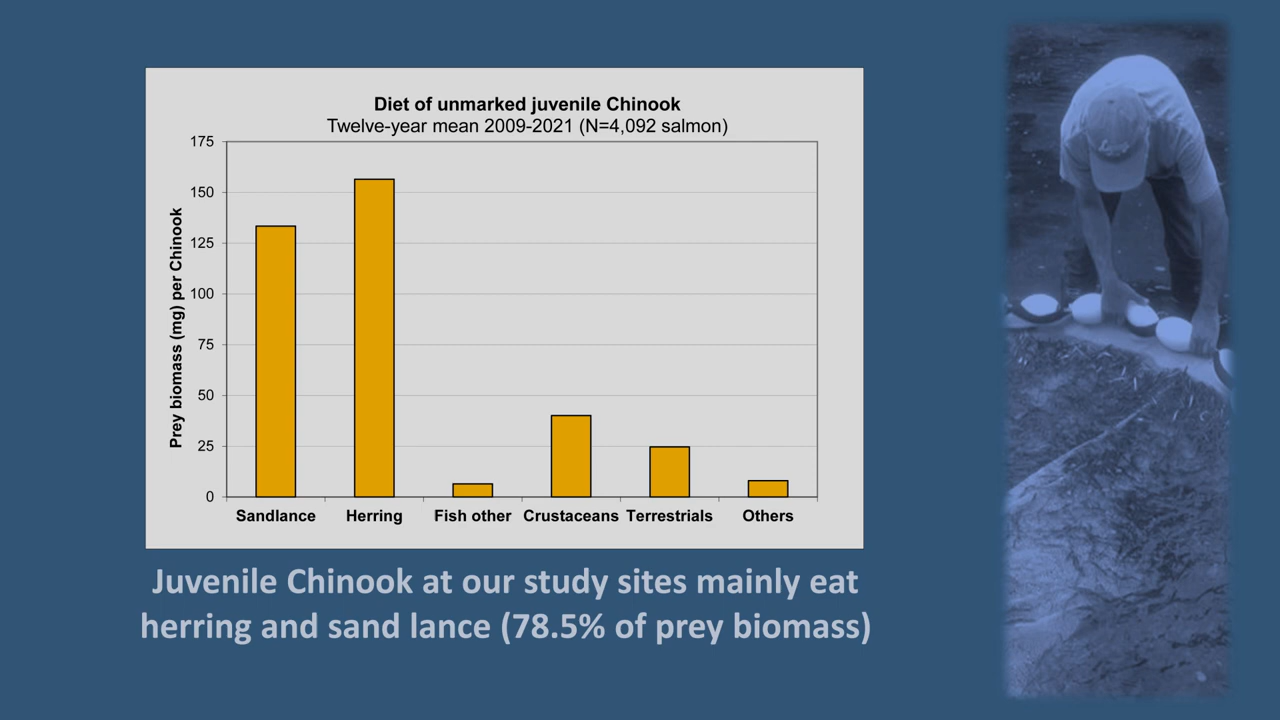 Diet of unmarked juvenile Chinook
Twelve-year mean 2009-2021 (N=4,092 salmon)
Prey biomass (mg) per Chinook
175
150
125
100
75
50
25
0
Sandlance Herring Fish other Crustaceans Terrestrials Others
Juvenile Chinook at our study sites mainly eat
herring and sand lance (78.5% of prey biomass)